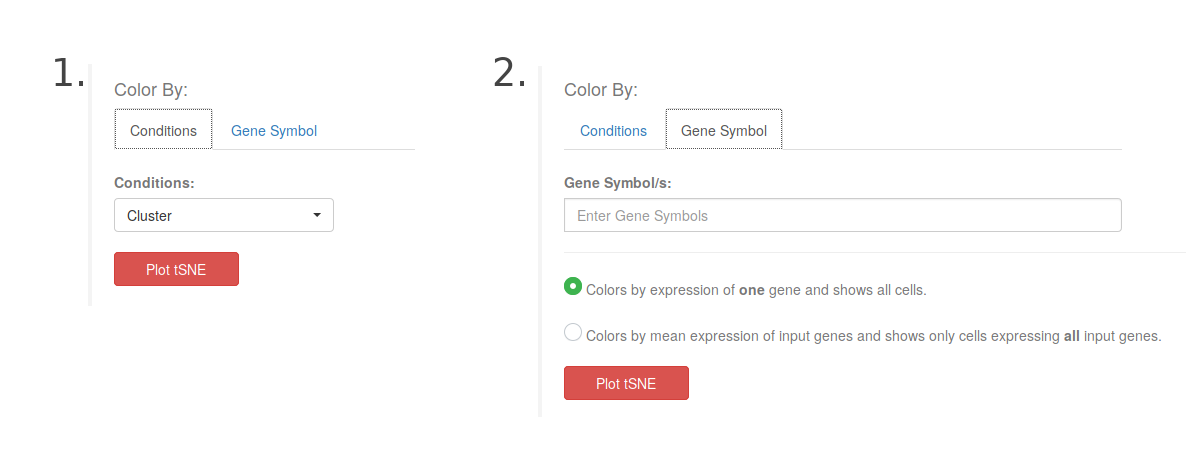 1.
Color By:
Conditions Gene Symbol
Conditions:
Cluster
Plot tSNE
2.
Color By:
Conditions Gene Symbol
Gene Symbol/s:
Enter Gene Symbols
Colors by expression of one gene and shows all cells.
Colors by mean expression of input genes and shows only cells expressing all input genes.
Plot tSNE